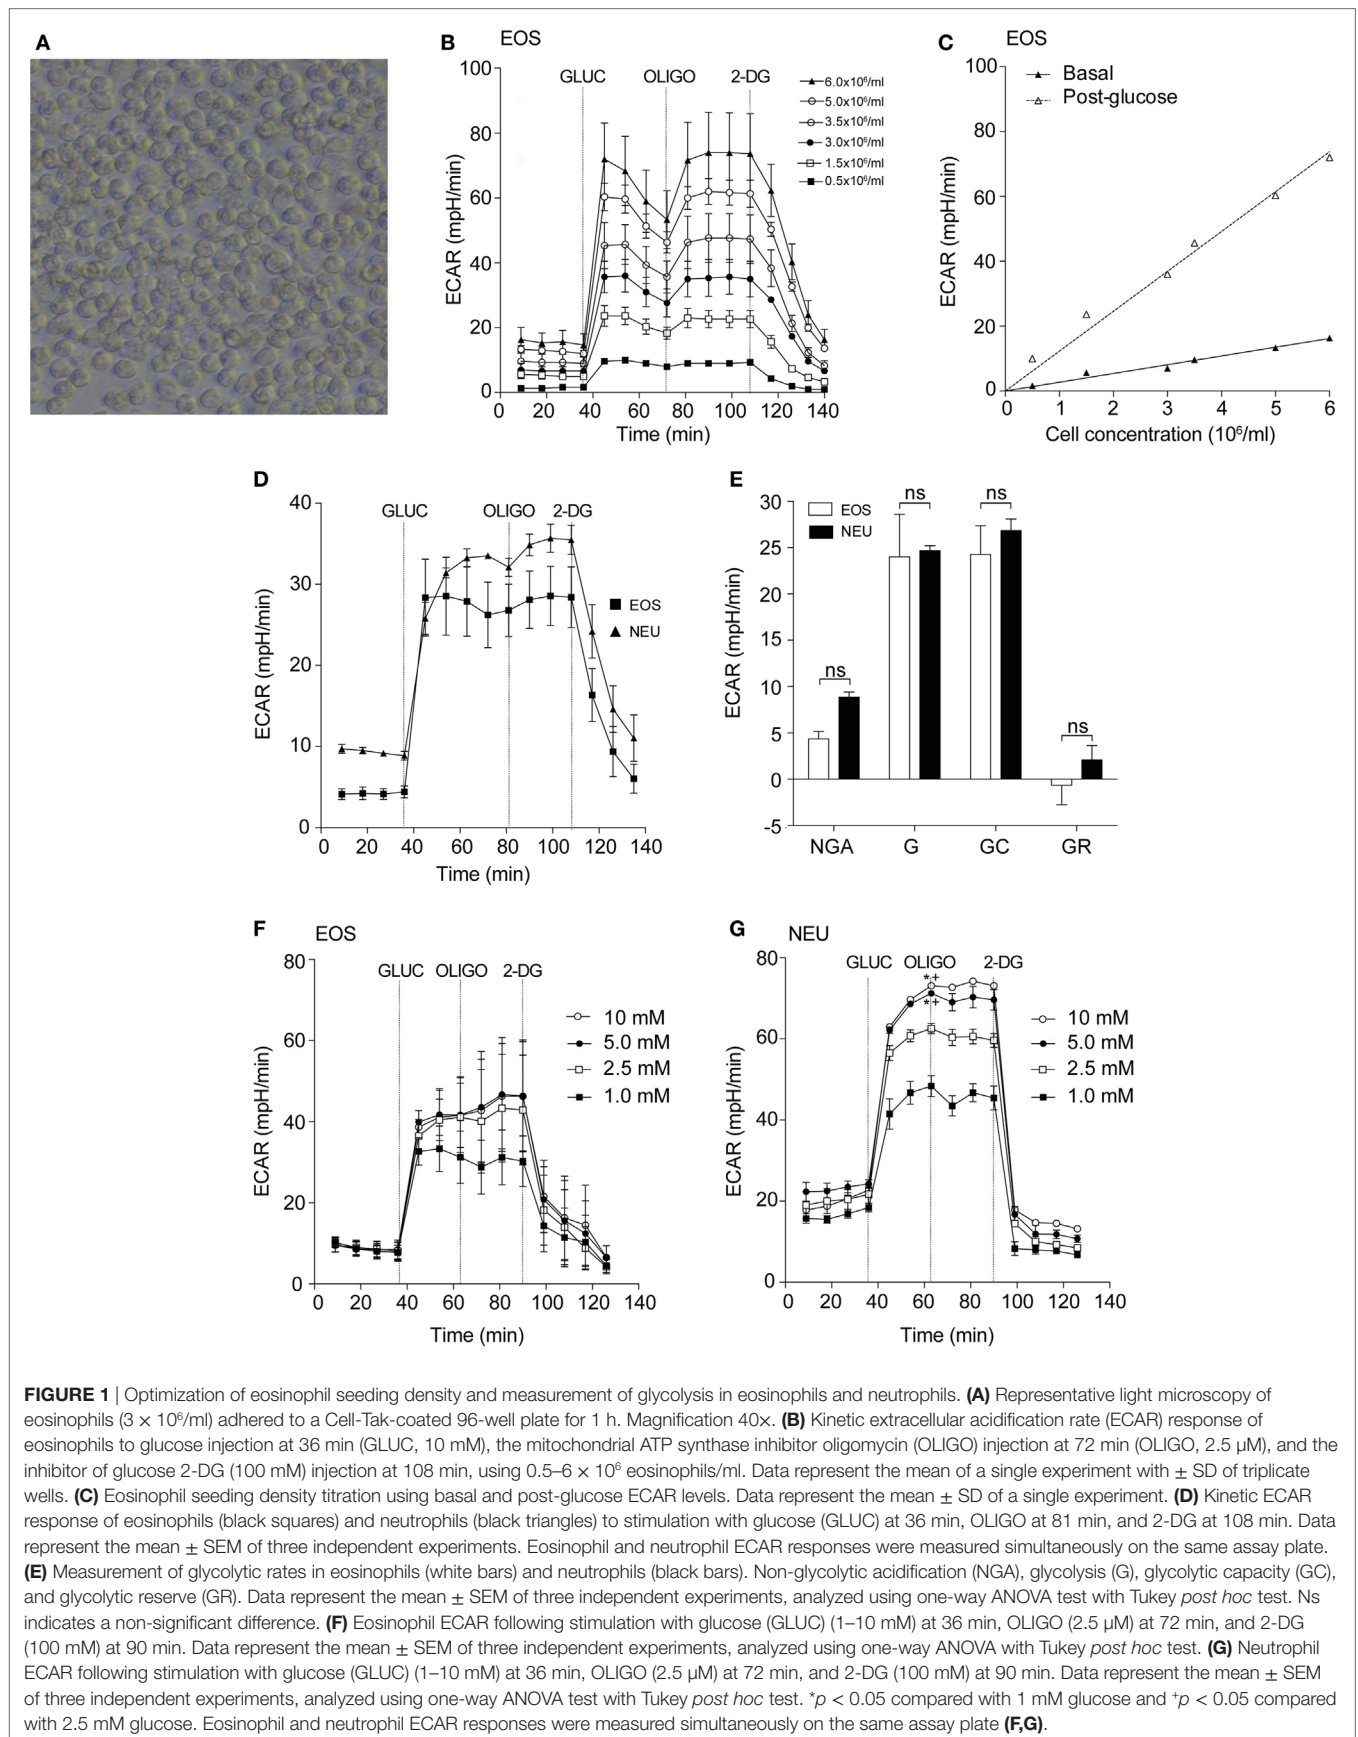 A
B
EOS
GLUC
OLIGO
2-DG
6.0x10⁶/ml
5.0x10⁶/ml
3.5x10⁶/ml
3.0x10⁶/ml
1.5x10⁶/ml
0.5x10⁶/ml
100
80
60
40
20
0
ECAR (mpH/min)
0 20 40 60 80 100 120 140
Time (min)
C
EOS
Basal
Post-glucose
100
80
60
40
20
0
ECAR (mpH/min)
0 1 2 3 4 5 6
Cell concentration (10⁶/ml)
D
GLUC
OLIGO
2-DG
EOS
NEU
40
30
20
10
0
ECAR (mpH/min)
0 20 40 60 80 100 120 140
Time (min)
E
EOS
NEU
ns
ns
ns
ns
30
25
20
15
10
5
0
-5
ECAR (mpH/min)
NGA G GC GR
F
EOS
GLUC
OLIGO
2-DG
10 mM
5.0 mM
2.5 mM
1.0 mM
80
60
40
20
0
ECAR (mpH/min)
0 20 40 60 80 100 120 140
Time (min)
G
NEU
GLUC
OLIGO
2-DG
*+
*+
10 mM
5.0 mM
2.5 mM
1.0 mM
80
60
40
20
0
ECAR (mpH/min)
0 20 40 60 80 100 120 140
Time (min)
FIGURE 1 | Optimization of eosinophil seeding density and measurement of glycolysis in eosinophils and neutrophils. (A) Representative light microscopy of
eosinophils (3 × 10⁶/ml) adhered to a Cell-Tak-coated 96-well plate for 1 h. Magnification 40×. (B) Kinetic extracellular acidification rate (ECAR) response of
eosinophils to glucose injection at 36 min (GLUC, 10 mM), the mitochondrial ATP synthase inhibitor oligomycin (OLIGO) injection at 72 min (OLIGO, 2.5 µM), and the
inhibitor of glucose 2-DG (100 mM) injection at 108 min, using 0.5–6 × 10⁶ eosinophils/ml. Data represent the mean of a single experiment with ± SD of triplicate
wells. (C) Eosinophil seeding density titration using basal and post-glucose ECAR levels. Data represent the mean ± SD of a single experiment. (D) Kinetic ECAR
response of eosinophils (black squares) and neutrophils (black triangles) to stimulation with glucose (GLUC) at 36 min, OLIGO at 81 min, and 2-DG at 108 min. Data
represent the mean ± SEM of three independent experiments. Eosinophil and neutrophil ECAR responses were measured simultaneously on the same assay plate.
(E) Measurement of glycolytic rates in eosinophils (white bars) and neutrophils (black bars). Non-glycolytic acidification (NGA), glycolysis (G), glycolytic capacity (GC),
and glycolytic reserve (GR). Data represent the mean ± SEM of three independent experiments, analyzed using one-way ANOVA test with Tukey post hoc test. Ns
indicates a non-significant difference. (F) Eosinophil ECAR following stimulation with glucose (GLUC) (1–10 mM) at 36 min, OLIGO (2.5 µM) at 72 min, and 2-DG
(100 mM) at 90 min. Data represent the mean ± SEM of three independent experiments, analyzed using one-way ANOVA with Tukey post hoc test. (G) Neutrophil
ECAR following stimulation with glucose (GLUC) (1–10 mM) at 36 min, OLIGO (2.5 µM) at 72 min, and 2-DG (100 mM) at 90 min. Data represent the mean ± SEM
of three independent experiments, analyzed using one-way ANOVA test with Tukey post hoc test. *p < 0.05 compared with 1 mM glucose and ⁺p < 0.05 compared
with 2.5 mM glucose. Eosinophil and neutrophil ECAR responses were measured simultaneously on the same assay plate (F,G).